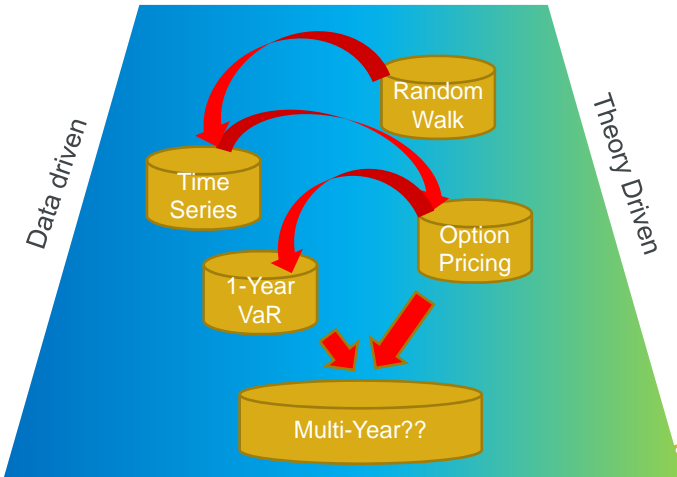 Data driven
Random
Walk
Theory Driven
Time
Series
Option
Pricing
1-Year
VaR
Multi-Year??